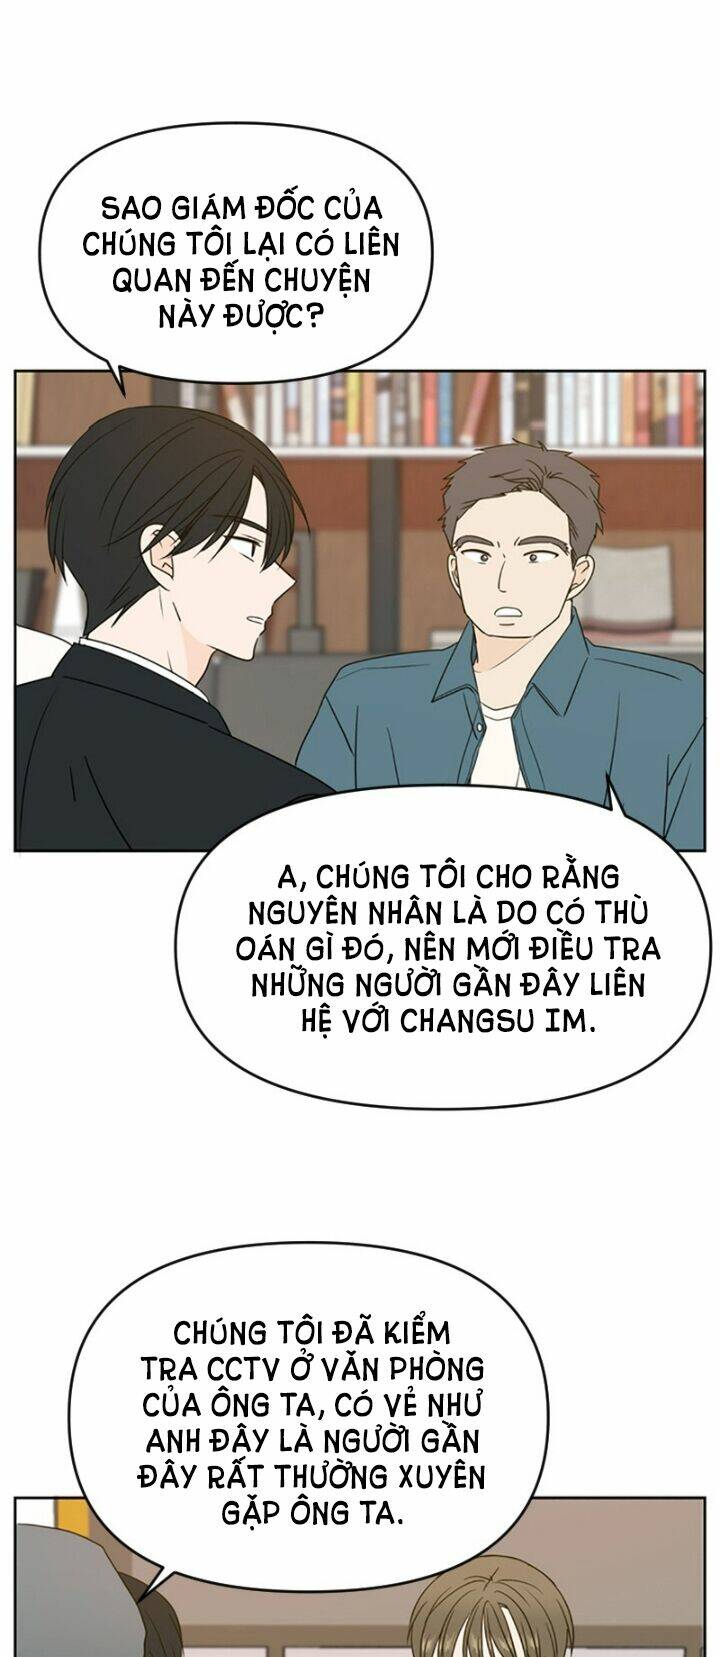 SAO GIÁM ĐỐC CỦA
CHÚNG TÔI LẠI CÓ LIÊN
QUAN ĐẾN CHUYỆN
NÀY ĐƯỢC?
A, CHÚNG TÔI CHO RẰNG
NGUYÊN NHÂN LÀ DO CÓ THÙ
OÁN GÌ ĐÓ, NÊN MỚI ĐIỀU TRA
NHỮNG NGƯỜI GẦN ĐÂY LIÊN
HỆ VỚI CHANGSU IM.
CHÚNG TÔI ĐÃ KIỂM
TRA CCTV Ở VĂN PHÒNG
CỦA ÔNG TA, CÓ VẺ NHƯ
ANH ĐÂY LÀ NGƯỜI GẦN
ĐÂY RẤT THƯỜNG XUYÊN
GẶP ÔNG TA.